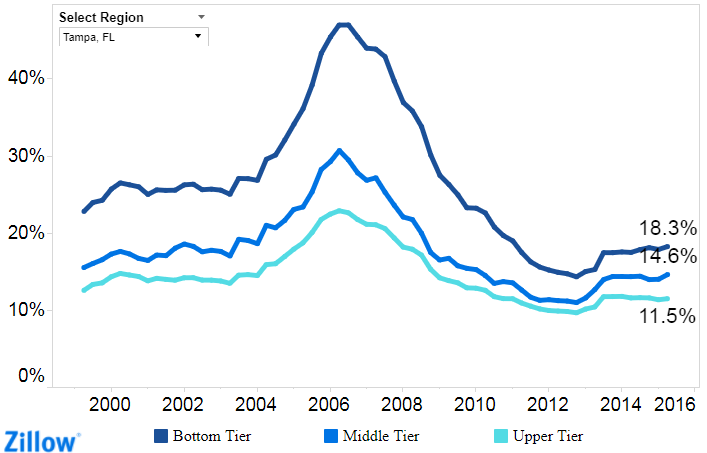 Select Region
Tampa, FL
40%
30%
20%
10%
0%
18.3%
14.6%
11.5%
2000 2002 2004 2006 2008 2010 2012 2014 2016
Zillow®
Bottom Tier Middle Tier Upper Tier